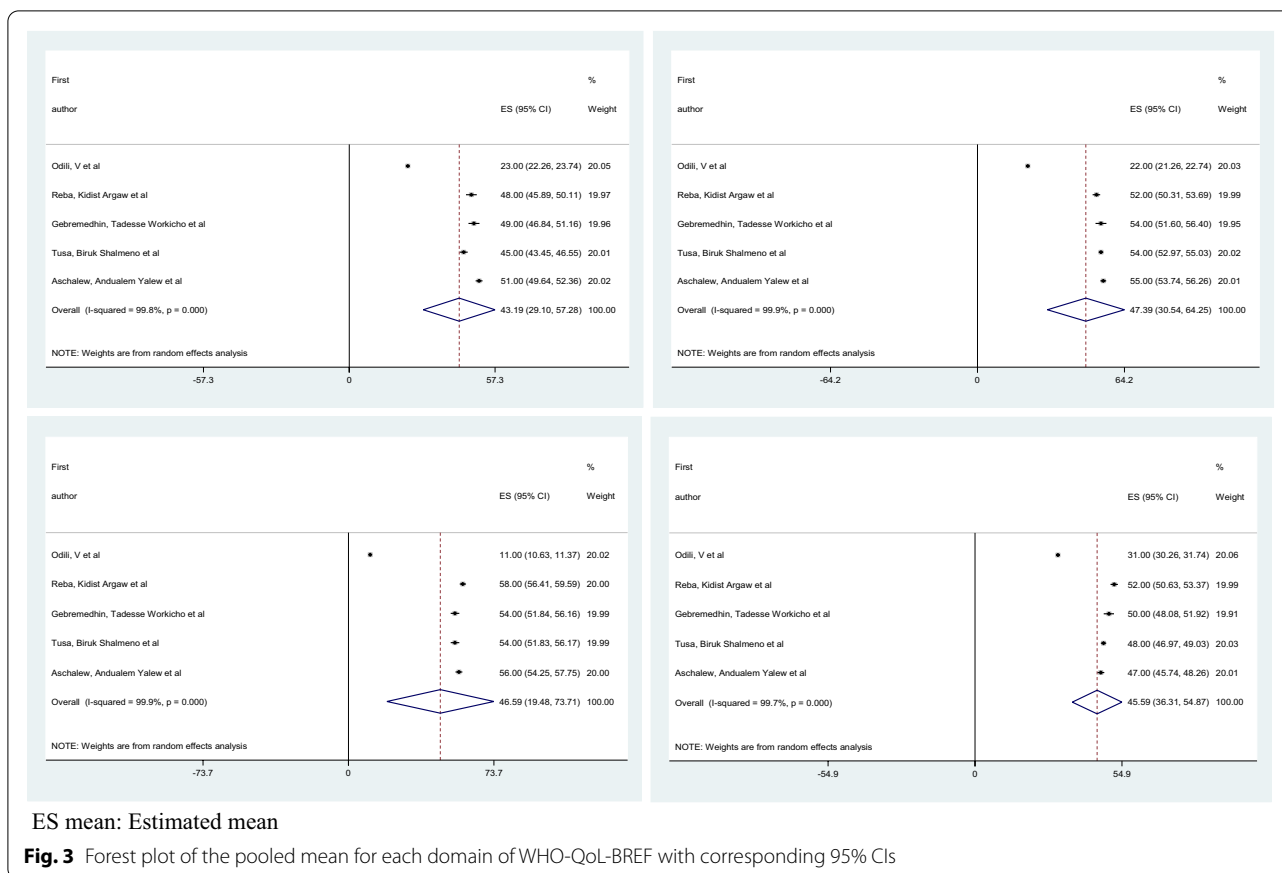 First %
author ES (95% CI) Weight
Odili, V et al 23.00 (22.26, 23.74) 20.05
Reba, Kidist Argaw et al 48.00 (45.89, 50.11) 19.97
Gebremedhin, Tadesse Workicho et al 49.00 (46.84, 51.16) 19.96
Tusa, Biruk Shalmeno et al 45.00 (43.45, 46.55) 20.01
Aschalew, Andualem Yalew et al 51.00 (49.64, 52.36) 20.02
Overall (I-squared = 99.8%, p = 0.000) 43.19 (29.10, 57.28) 100.00
NOTE: Weights are from random effects analysis
-57.3 0 57.3
First %
author ES (95% CI) Weight
Odili, V et al 22.00 (21.26, 22.74) 20.03
Reba, Kidist Argaw et al 52.00 (50.31, 53.69) 19.99
Gebremedhin, Tadesse Workicho et al 54.00 (51.60, 56.40) 19.95
Tusa, Biruk Shalmeno et al 54.00 (52.97, 55.03) 20.02
Aschalew, Andualem Yalew et al 55.00 (53.74, 56.26) 20.01
Overall (I-squared = 99.9%, p = 0.000) 47.39 (30.54, 64.25) 100.00
NOTE: Weights are from random effects analysis
-64.2 0 64.2
First %
author ES (95% CI) Weight
Odili, V et al 11.00 (10.63, 11.37) 20.02
Reba, Kidist Argaw et al 58.00 (56.41, 59.59) 20.00
Gebremedhin, Tadesse Workicho et al 54.00 (51.84, 56.16) 19.99
Tusa, Biruk Shalmeno et al 54.00 (51.83, 56.17) 19.99
Aschalew, Andualem Yalew et al 56.00 (54.25, 57.75) 20.00
Overall (I-squared = 99.9%, p = 0.000) 46.59 (19.48, 73.71) 100.00
NOTE: Weights are from random effects analysis
-73.7 0 73.7
First %
author ES (95% CI) Weight
Odili, V et al 31.00 (30.26, 31.74) 20.06
Reba, Kidist Argaw et al 52.00 (50.63, 53.37) 19.99
Gebremedhin, Tadesse Workicho et al 50.00 (48.08, 51.92) 19.91
Tusa, Biruk Shalmeno et al 48.00 (46.97, 49.03) 20.03
Aschalew, Andualem Yalew et al 47.00 (45.74, 48.26) 20.01
Overall (I-squared = 99.7%, p = 0.000) 45.59 (36.31, 54.87) 100.00
NOTE: Weights are from random effects analysis
-54.9 0 54.9
ES mean: Estimated mean
Fig. 3 Forest plot of the pooled mean for each domain of WHO-QoL-BREF with corresponding 95% CIs